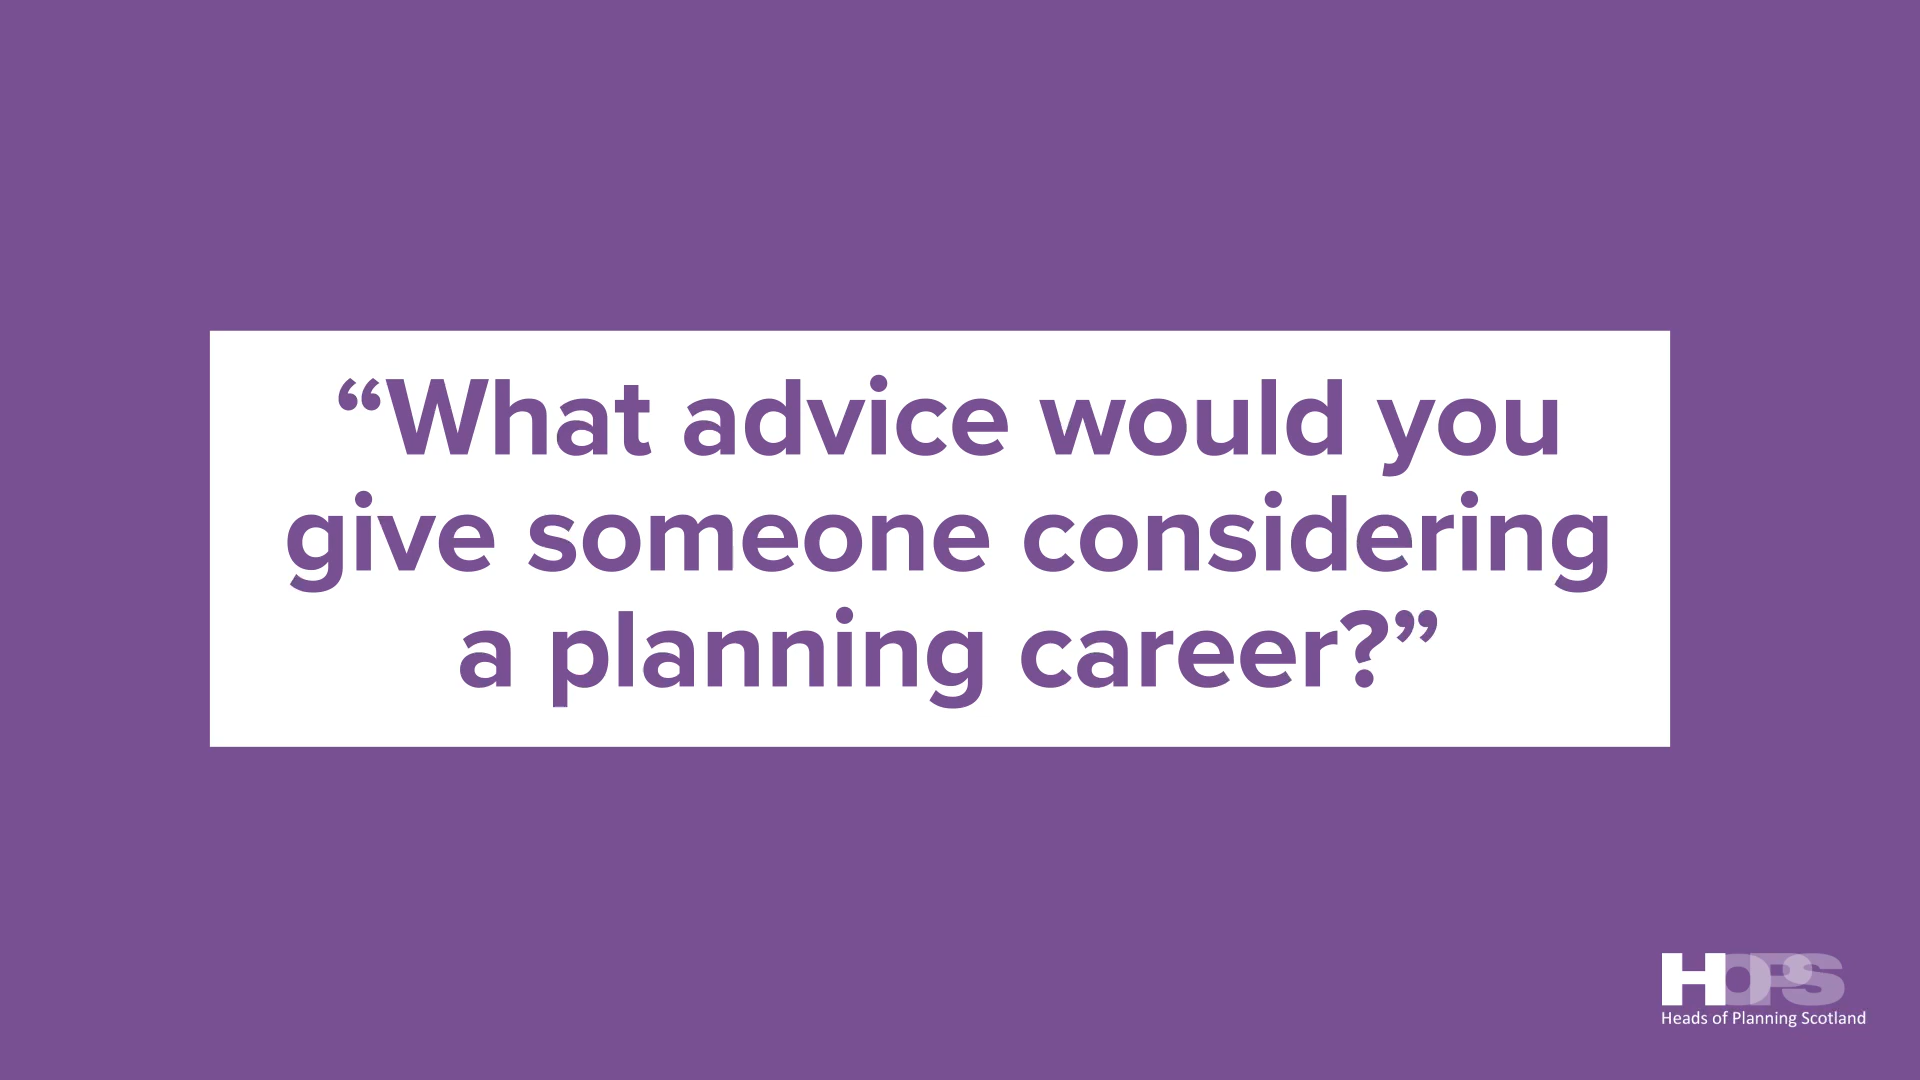 “What advice would you
give someone considering
a planning career?”
HOPS
Heads of Planning Scotland